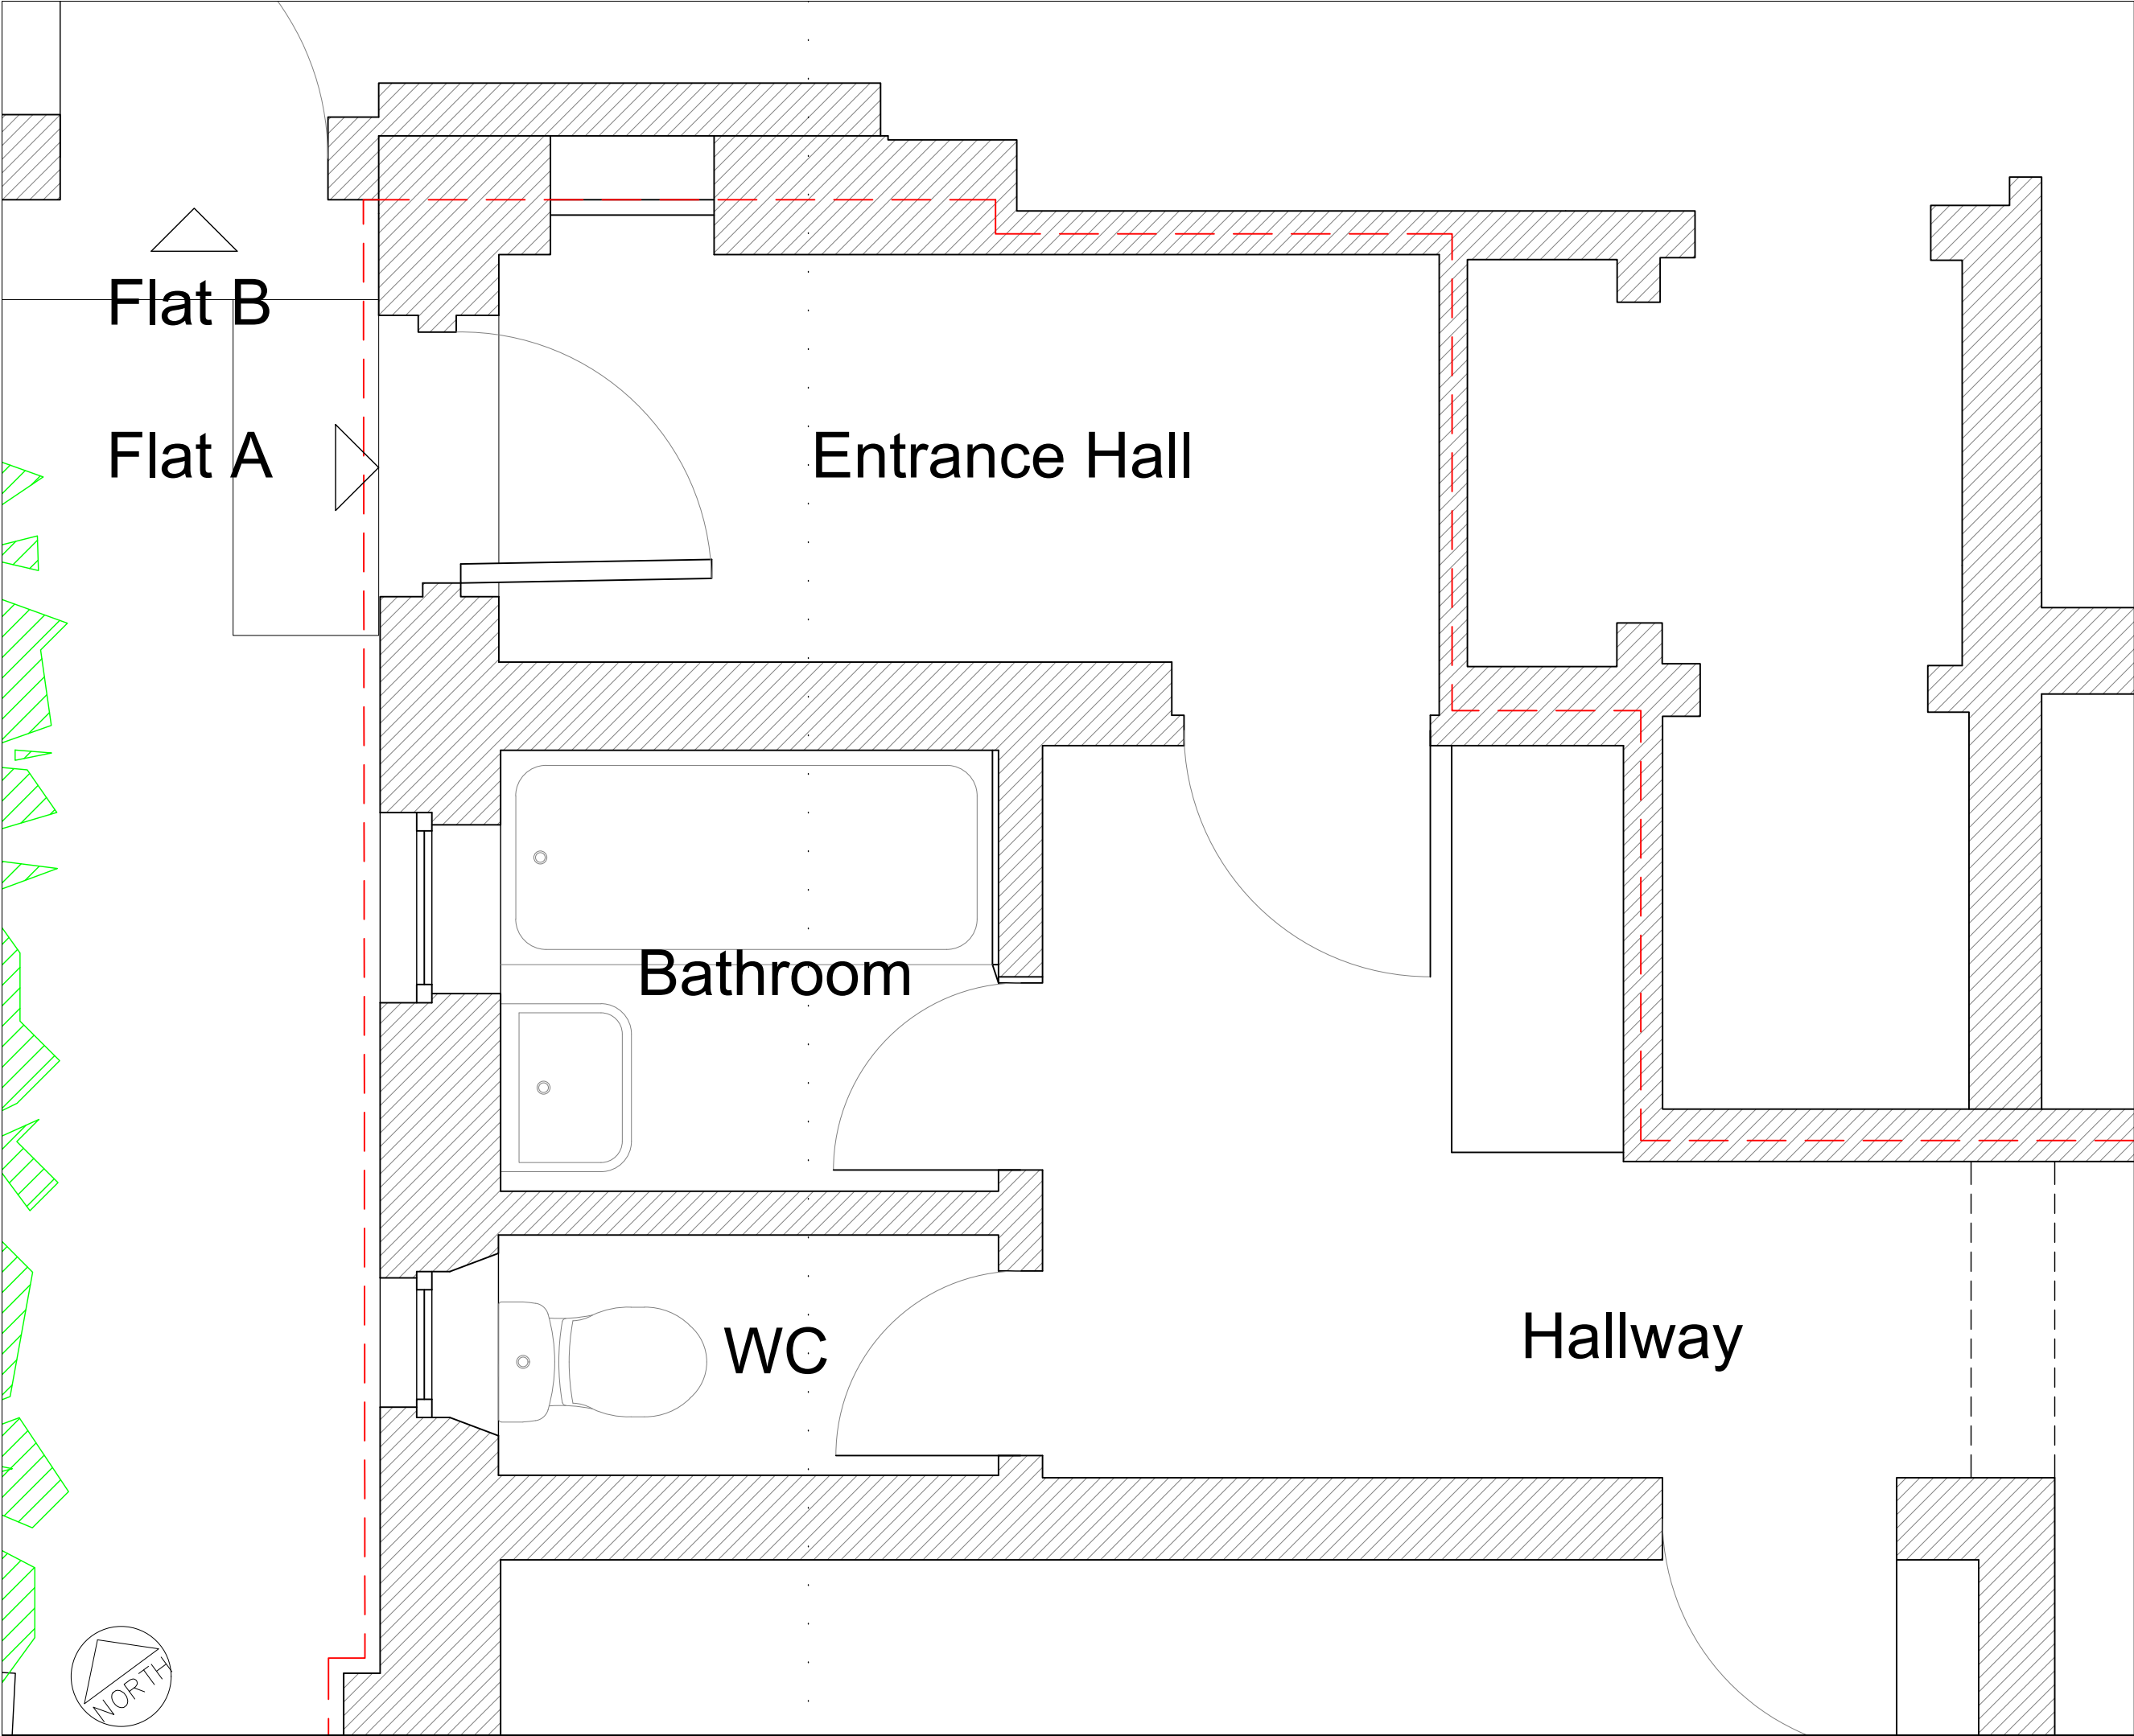 Flat B
Flat A
Entrance Hall
Bathroom
WC
Hallway
NORTH